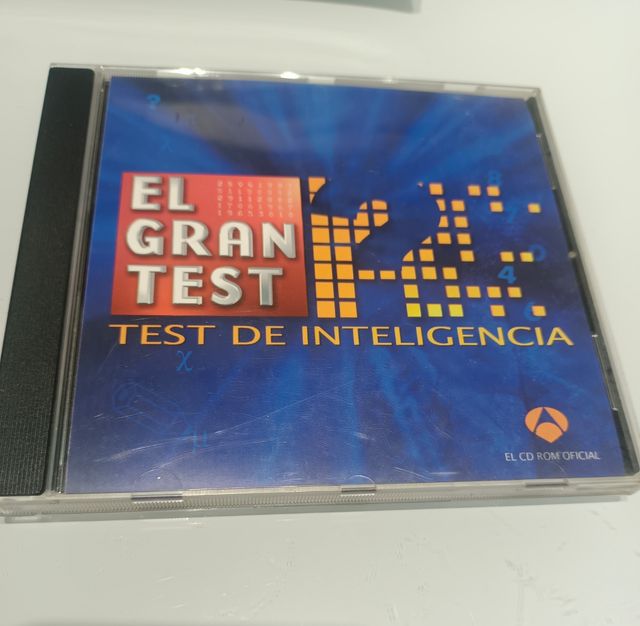 EL
GRAN
TEST
TEST DE INTELIGENCIA
EL CD ROM OFICIAL